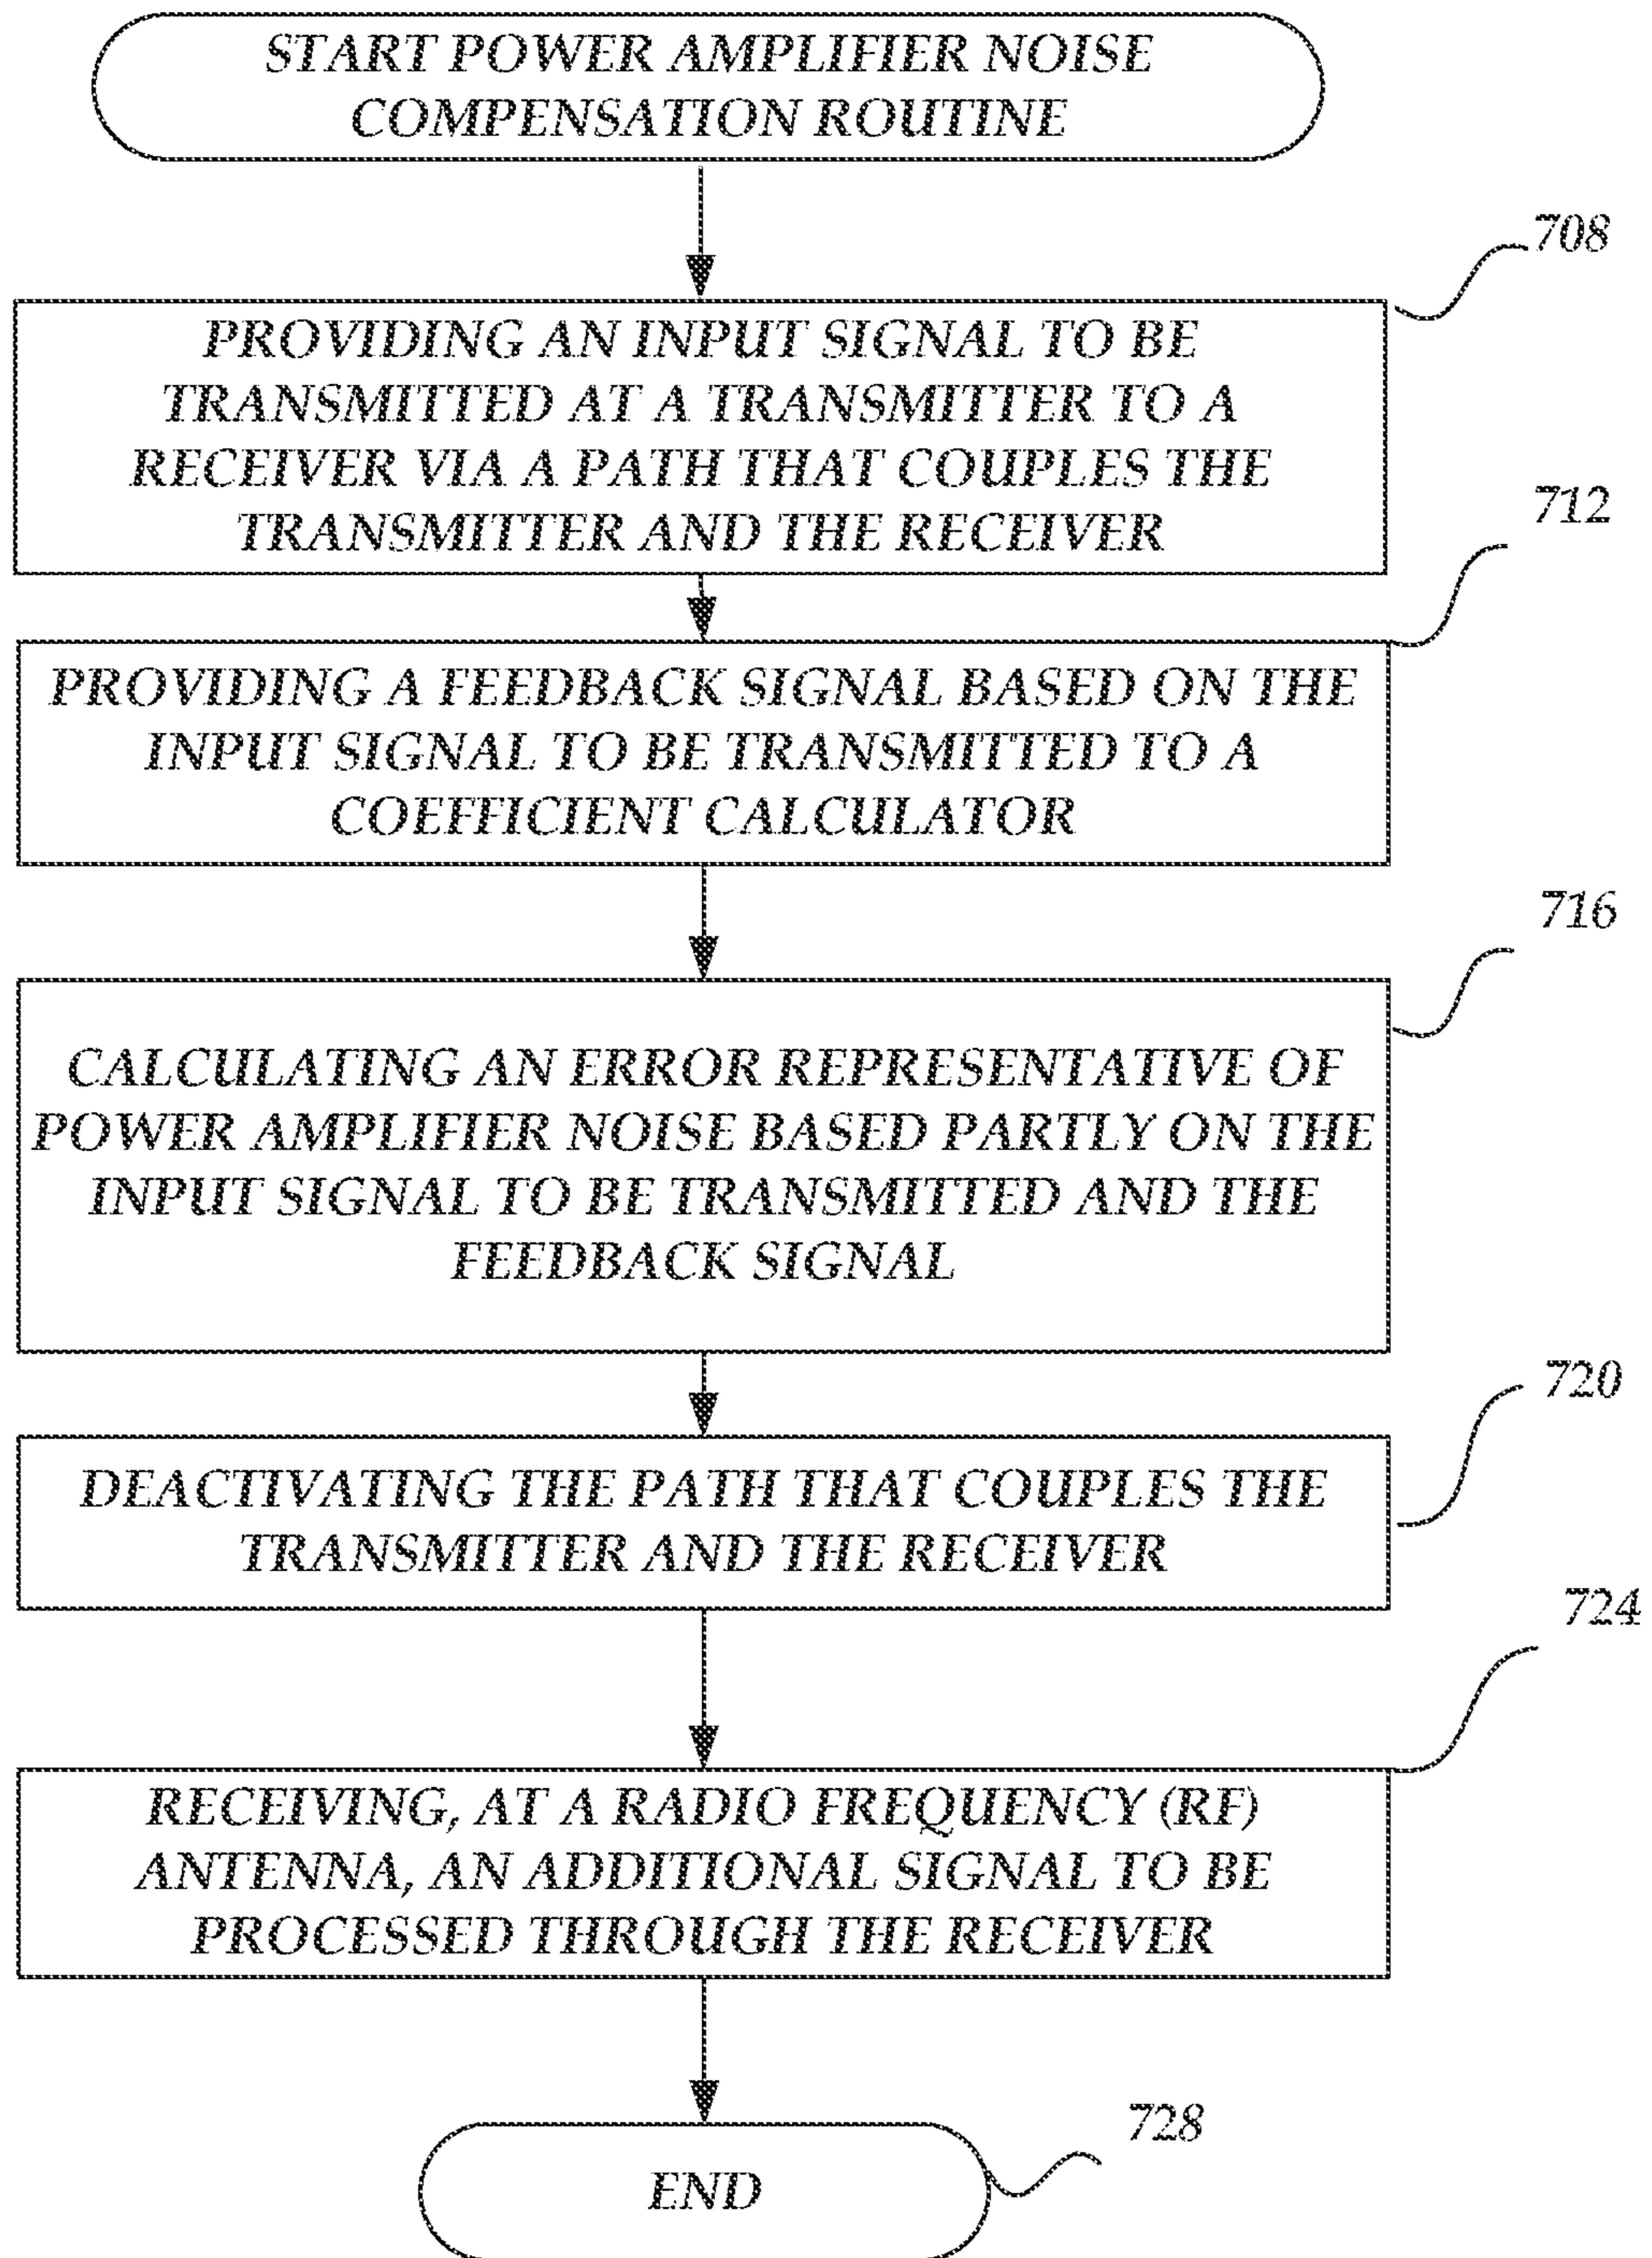 START POWER AMPLIFIER NOISE
COMPENSATION ROUTINE
708
PROVIDING AN INPUT SIGNAL TO BE
TRANSMITTED AT A TRANSMITTER TO A
RECEIVER VIA A PATH THAT COUPLES THE
TRANSMITTER AND THE RECEIVER
712
PROVIDING A FEEDBACK SIGNAL BASED ON THE
INPUT SIGNAL TO BE TRANSMITTED TO A
COEFFICIENT CALCULATOR
716
CALCULATING AN ERROR REPRESENTATIVE OF
POWER AMPLIFIER NOISE BASED PARTLY ON THE
INPUT SIGNAL TO BE TRANSMITTED AND THE
FEEDBACK SIGNAL
720
DEACTIVATING THE PATH THAT COUPLES THE
TRANSMITTER AND THE RECEIVER
724
RECEIVING, AT A RADIO FREQUENCY (RF)
ANTENNA, AN ADDITIONAL SIGNAL TO BE
PROCESSED THROUGH THE RECEIVER
728
END